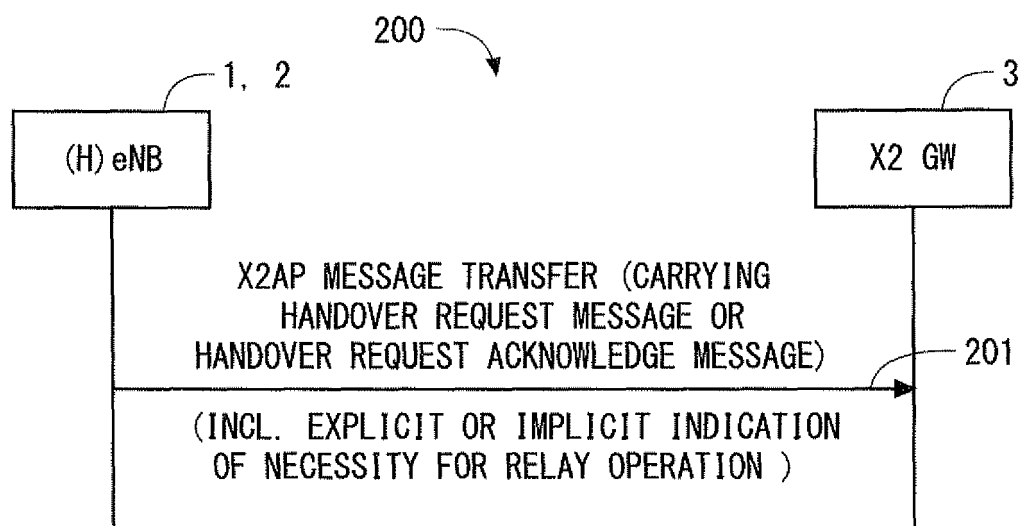 200
1, 2
3
(H)eNB
X2 GW
X2AP MESSAGE TRANSFER (CARRYING
HANDOVER REQUEST MESSAGE OR
HANDOVER REQUEST ACKNOWLEDGE MESSAGE)
201
(INCL. EXPLICIT OR IMPLICIT INDICATION
OF NECESSITY FOR RELAY OPERATION )